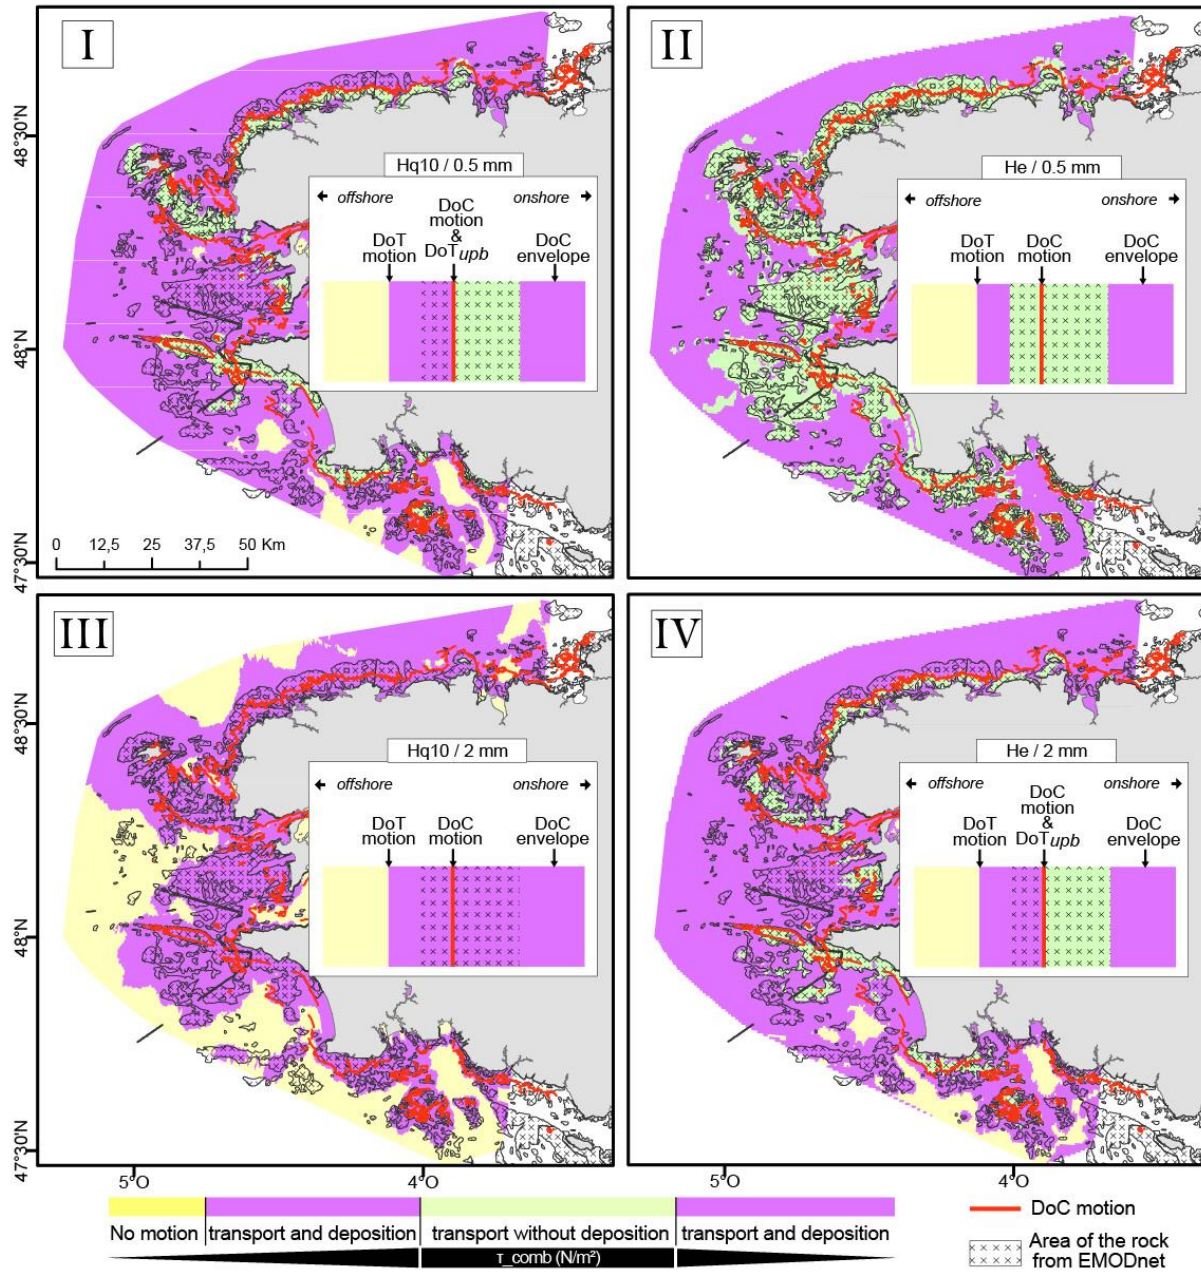 I
Hq10 / 0.5 mm
offshore
onshore
DoT
motion
DoC
motion
&
DoTupb
DoC
envelope
48°30'N
48°N
47°30'N
0 12,5 25 37,5 50 Km
II
He / 0.5 mm
offshore
onshore
DoT
motion
DoC
motion
DoC
envelope
III
Hq10 / 2 mm
offshore
onshore
DoT
motion
DoC
motion
DoC
envelope
48°30'N
48°N
47°30'N
5°O
4°O
IV
He / 2 mm
offshore
onshore
DoT
motion
DoC
motion
&
DoTupb
DoC
envelope
5°O
4°O
No motion transport and deposition transport without deposition transport and deposition
τ_comb (N/m²)
DoC motion
Area of the rock
from EMODnet